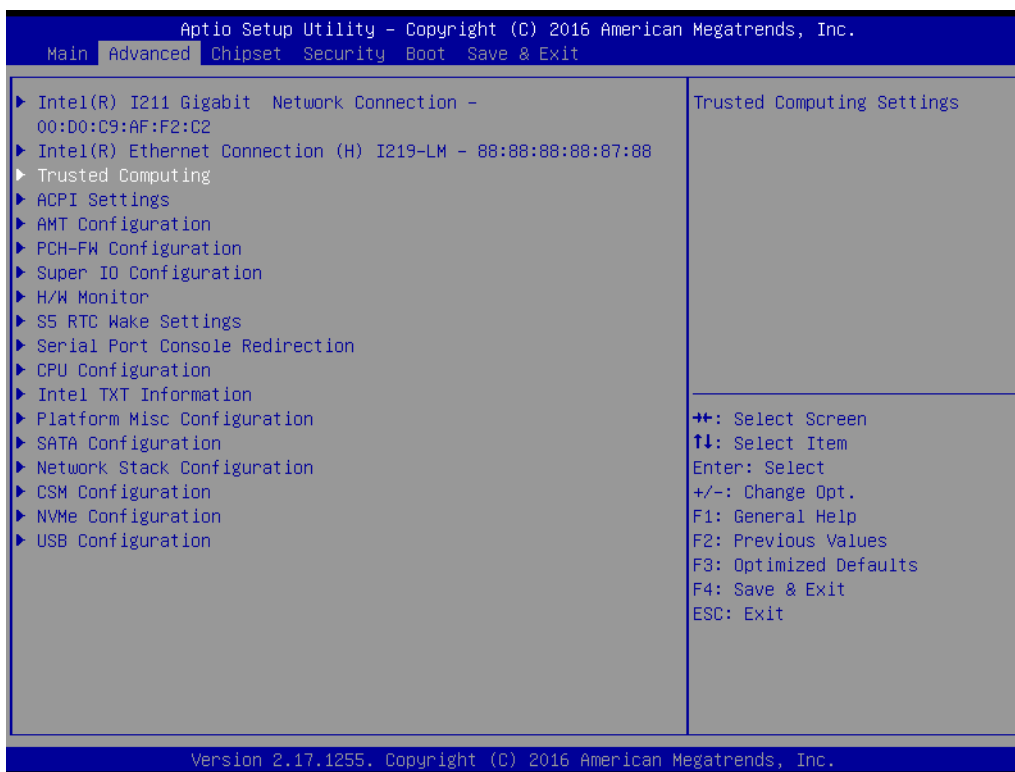 Aptio Setup Utility – Copyright (C) 2016 American Megatrends, Inc.
Main Advanced Chipset Security Boot Save & Exit
▶ Intel(R) I211 Gigabit  Network Connection –
00:D0:C9:AF:F2:C2
▶ Intel(R) Ethernet Connection (H) I219–LM – 88:88:88:88:87:88
▶ Trusted Computing
▶ ACPI Settings
▶ AMT Configuration
▶ PCH–FW Configuration
▶ Super IO Configuration
▶ H/W Monitor
▶ S5 RTC Wake Settings
▶ Serial Port Console Redirection
▶ CPU Configuration
▶ Intel TXT Information
▶ Platform Misc Configuration
▶ SATA Configuration
▶ Network Stack Configuration
▶ CSM Configuration
▶ NVMe Configuration
▶ USB Configuration
Trusted Computing Settings
→←: Select Screen
↑↓: Select Item
Enter: Select
+/–: Change Opt.
F1: General Help
F2: Previous Values
F3: Optimized Defaults
F4: Save & Exit
ESC: Exit
Version 2.17.1255. Copyright (C) 2016 American Megatrends, Inc.